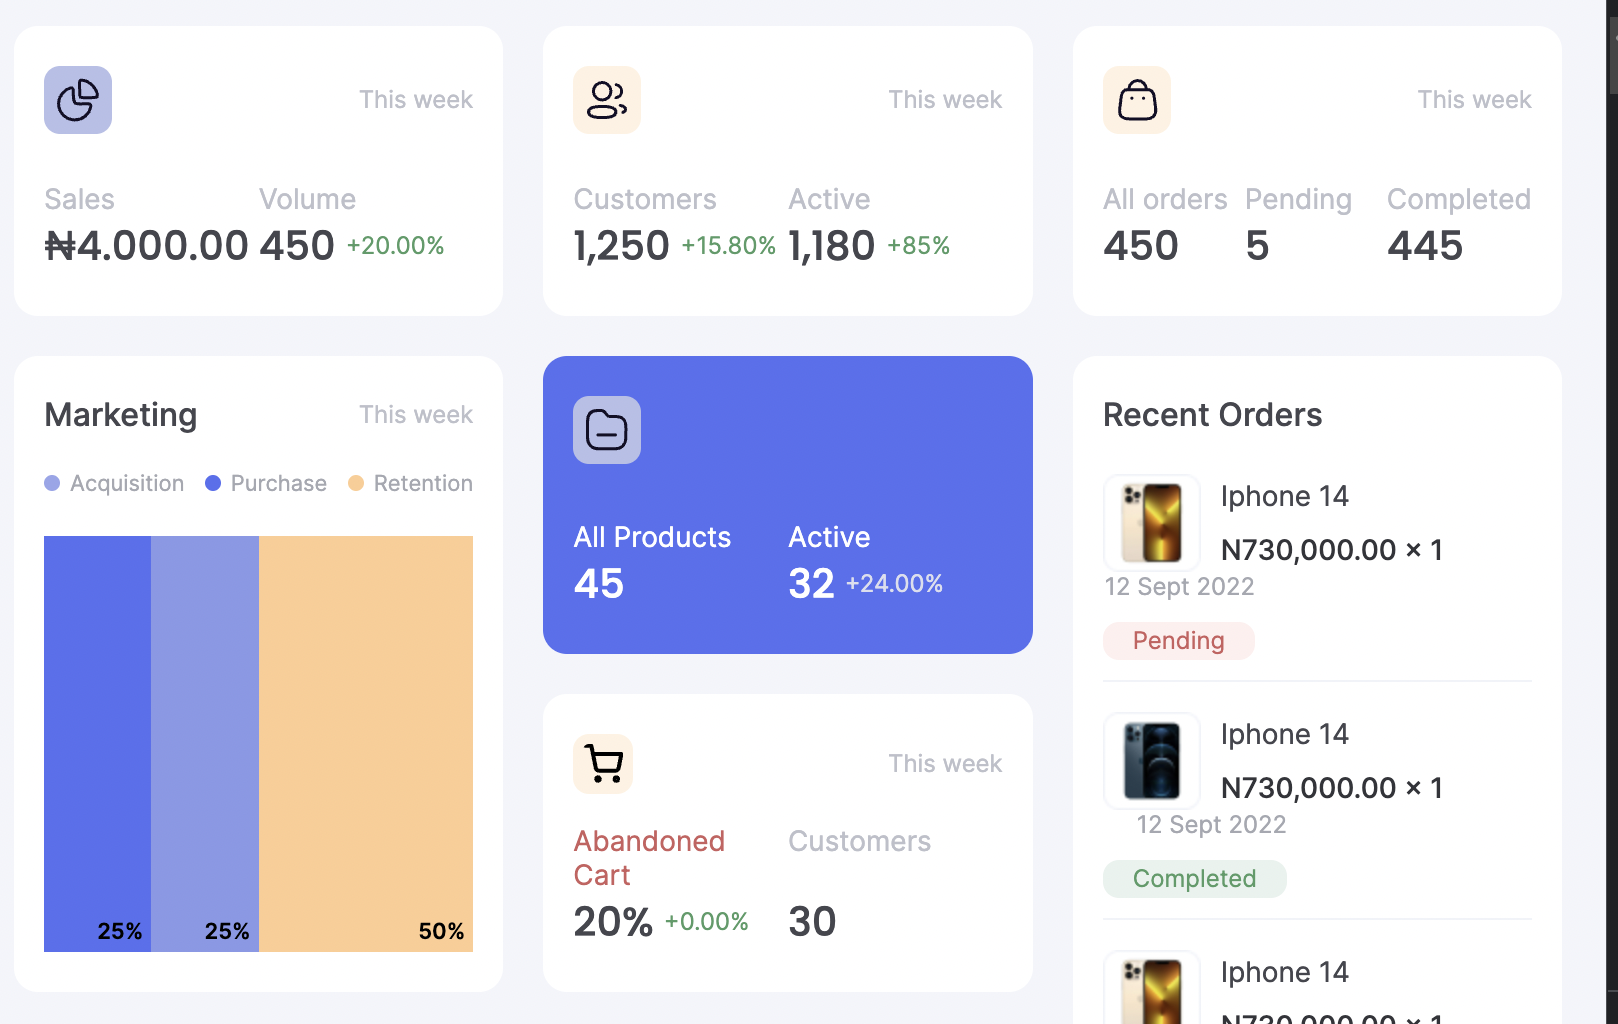 This week
Sales Volume
₦4.000.00 450 +20.00%
This week
Customers Active
1,250 +15.80% 1,180 +85%
This week
All orders Pending Completed
450 5 445
Marketing This week
Acquisition Purchase Retention
25% 25% 50%
All Products Active
45 32 +24.00%
This week
Abandoned Cart Customers
20% +0.00% 30
Recent Orders
Iphone 14
N730,000.00 × 1
12 Sept 2022
Pending
Iphone 14
N730,000.00 × 1
12 Sept 2022
Completed
Iphone 14
N730,000.00 × 1